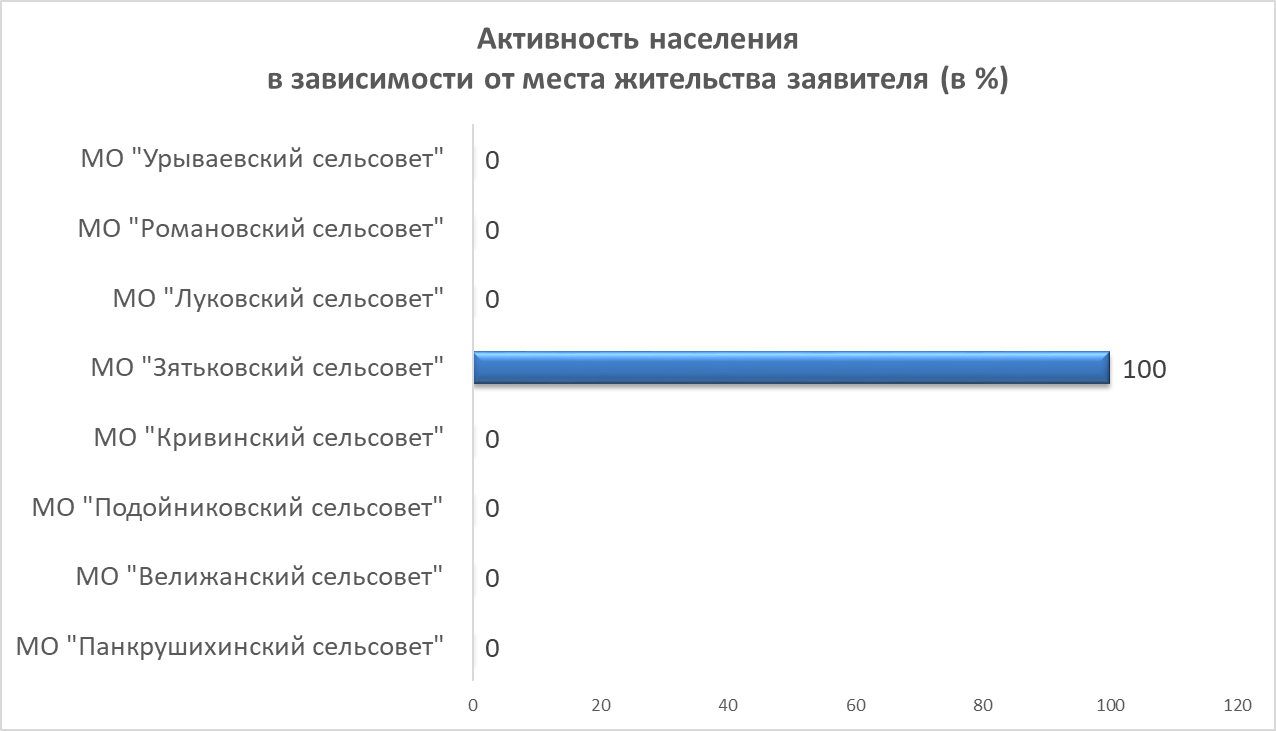 Активность населения
в зависимости от места жительства заявителя (в %)
МО "Урываевский сельсовет" 0
МО "Романовский сельсовет" 0
МО "Луковский сельсовет" 0
МО "Зятьковский сельсовет" 100
МО "Кривинский сельсовет" 0
МО "Подойниковский сельсовет" 0
МО "Велижанский сельсовет" 0
МО "Панкрушихинский сельсовет" 0
0 20 40 60 80 100 120